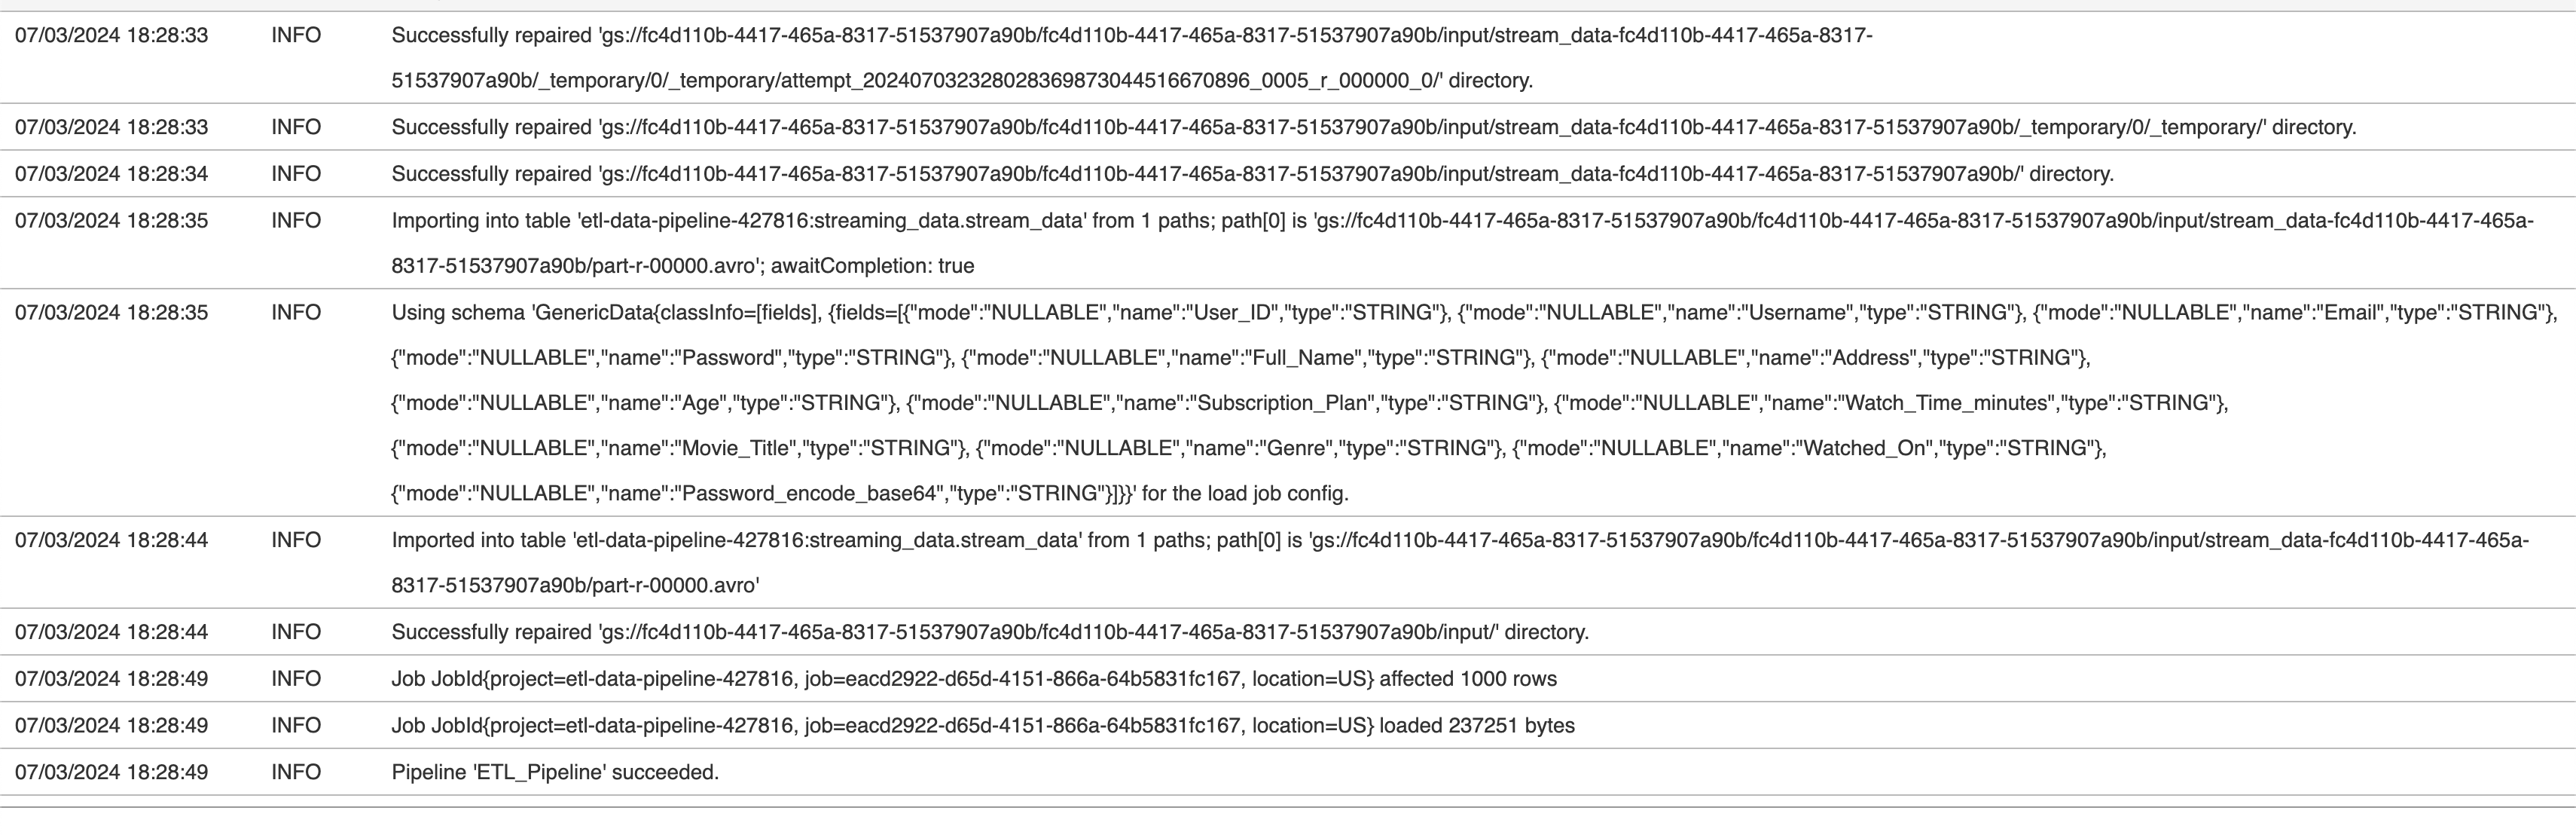 07/03/2024 18:28:33 INFO Successfully repaired 'gs://fc4d110b-4417-465a-8317-51537907a90b/fc4d110b-4417-465a-8317-51537907a90b/input/stream_data-fc4d110b-4417-465a-8317-
51537907a90b/_temporary/0/_temporary/attempt_202407032328028369873044516670896_0005_r_000000_0/' directory.
07/03/2024 18:28:33 INFO Successfully repaired 'gs://fc4d110b-4417-465a-8317-51537907a90b/fc4d110b-4417-465a-8317-51537907a90b/input/stream_data-fc4d110b-4417-465a-8317-51537907a90b/_temporary/0/_temporary/' directory.
07/03/2024 18:28:34 INFO Successfully repaired 'gs://fc4d110b-4417-465a-8317-51537907a90b/fc4d110b-4417-465a-8317-51537907a90b/input/stream_data-fc4d110b-4417-465a-8317-51537907a90b/' directory.
07/03/2024 18:28:35 INFO Importing into table 'etl-data-pipeline-427816:streaming_data.stream_data' from 1 paths; path[0] is 'gs://fc4d110b-4417-465a-8317-51537907a90b/fc4d110b-4417-465a-8317-51537907a90b/input/stream_data-fc4d110b-4417-465a-
8317-51537907a90b/part-r-00000.avro'; awaitCompletion: true
07/03/2024 18:28:35 INFO Using schema 'GenericData{classInfo=[fields], {fields=[{"mode":"NULLABLE","name":"User_ID","type":"STRING"}, {"mode":"NULLABLE","name":"Username","type":"STRING"}, {"mode":"NULLABLE","name":"Email","type":"STRING"},
{"mode":"NULLABLE","name":"Password","type":"STRING"}, {"mode":"NULLABLE","name":"Full_Name","type":"STRING"}, {"mode":"NULLABLE","name":"Address","type":"STRING"},
{"mode":"NULLABLE","name":"Age","type":"STRING"}, {"mode":"NULLABLE","name":"Subscription_Plan","type":"STRING"}, {"mode":"NULLABLE","name":"Watch_Time_minutes","type":"STRING"},
{"mode":"NULLABLE","name":"Movie_Title","type":"STRING"}, {"mode":"NULLABLE","name":"Genre","type":"STRING"}, {"mode":"NULLABLE","name":"Watched_On","type":"STRING"},
{"mode":"NULLABLE","name":"Password_encode_base64","type":"STRING"}]}}' for the load job config.
07/03/2024 18:28:44 INFO Imported into table 'etl-data-pipeline-427816:streaming_data.stream_data' from 1 paths; path[0] is 'gs://fc4d110b-4417-465a-8317-51537907a90b/fc4d110b-4417-465a-8317-51537907a90b/input/stream_data-fc4d110b-4417-465a-
8317-51537907a90b/part-r-00000.avro'
07/03/2024 18:28:44 INFO Successfully repaired 'gs://fc4d110b-4417-465a-8317-51537907a90b/fc4d110b-4417-465a-8317-51537907a90b/input/' directory.
07/03/2024 18:28:49 INFO Job JobId{project=etl-data-pipeline-427816, job=eacd2922-d65d-4151-866a-64b5831fc167, location=US} affected 1000 rows
07/03/2024 18:28:49 INFO Job JobId{project=etl-data-pipeline-427816, job=eacd2922-d65d-4151-866a-64b5831fc167, location=US} loaded 237251 bytes
07/03/2024 18:28:49 INFO Pipeline 'ETL_Pipeline' succeeded.